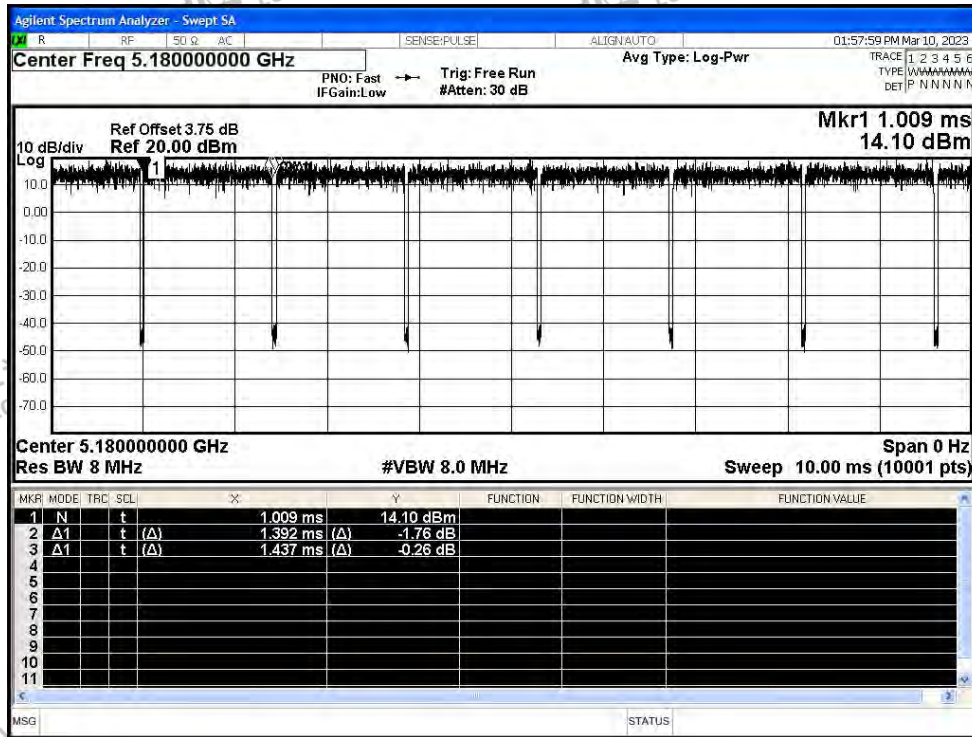 Agilent Spectrum Analyzer - Swept SA
LXI R RF 50 Ω AC SENSE:PULSE ALIGN AUTO 01:57:59 PM Mar 10, 2023
Center Freq 5.180000000 GHz
PNO: Fast
IFGain:Low
Trig: Free Run
#Atten: 30 dB
Avg Type: Log-Pwr
TRACE 1 2 3 4 5 6
TYPE
DET P N N N N N
Mkr1 1.009 ms
14.10 dBm
10 dB/div
Log
Ref Offset 3.75 dB
Ref 20.00 dBm
1
10.0
0.00
-10.0
-20.0
-30.0
-40.0
-50.0
-60.0
-70.0
Center 5.180000000 GHz Span 0 Hz
Res BW 8 MHz #VBW 8.0 MHz Sweep 10.00 ms (10001 pts)
MKR MODE TRC SCL X Y FUNCTION FUNCTION WIDTH FUNCTION VALUE
1 N t 1.009 ms 14.10 dBm
2 Δ1 t (Δ) 1.392 ms (Δ) -1.76 dB
3 Δ1 t (Δ) 1.437 ms (Δ) -0.26 dB
4
5
6
7
8
9
10
11
MSG STATUS